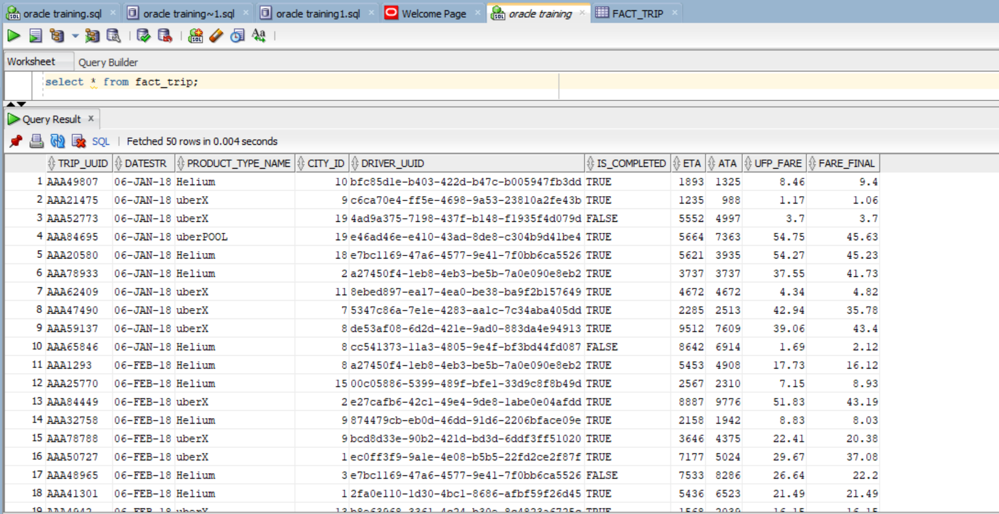 oracle training.sql oracle training~1.sql oracle training1.sql Welcome Page oracle training FACT_TRIP
Worksheet Query Builder
select * from fact_trip;
Query Result
SQL Fetched 50 rows in 0.004 seconds
TRIP_UUID DATESTR PRODUCT_TYPE_NAME CITY_ID DRIVER_UUID IS_COMPLETED ETA ATA UFP_FARE FARE_FINAL
1 AAA49807 06-JAN-18 Helium 10 bfc85d1e-b403-422d-b47c-b005947fb3dd TRUE 1893 1325 8.46 9.4
2 AAA21475 06-JAN-18 uberX 9 c6ca70e4-ff5e-4698-9a53-23810a2fe43b TRUE 1235 988 1.17 1.06
3 AAA52773 06-JAN-18 uberX 19 4ad9a375-7198-437f-b148-f1935f4d079d FALSE 5552 4997 3.7 3.7
4 AAA84695 06-JAN-18 uberPOOL 19 e46ad46e-e410-43ad-8de8-c304b9d41be4 TRUE 5664 7363 54.75 45.63
5 AAA20580 06-JAN-18 Helium 18 e7bc1169-47a6-4577-9e41-7f0bb6ca5526 TRUE 5621 3935 54.27 45.23
6 AAA78933 06-JAN-18 Helium 2 a27450f4-1eb8-4eb3-be5b-7a0e090e8eb2 TRUE 3737 3737 37.55 41.73
7 AAA62409 06-JAN-18 uberX 11 8ebed897-ea17-4ea0-be38-ba9f2b157649 TRUE 4672 4672 4.34 4.82
8 AAA47490 06-JAN-18 uberX 7 5347c86a-7e1e-4283-aa1c-7c34aba405dd TRUE 2285 2513 42.94 35.78
9 AAA59137 06-JAN-18 uberX 8 de53af08-6d2d-421e-9ad0-883da4e94913 TRUE 9512 7609 39.06 43.4
10 AAA65846 06-JAN-18 Helium 8 cc541373-11a3-4805-9e4f-bf3bd44fd087 FALSE 8642 6914 1.69 2.12
11 AAA1293 06-FEB-18 Helium 8 a27450f4-1eb8-4eb3-be5b-7a0e090e8eb2 TRUE 5453 4908 17.73 16.12
12 AAA25770 06-FEB-18 Helium 15 00c05886-5399-489f-bfe1-33d9c8f8b49d TRUE 2567 2310 7.15 8.93
13 AAA84449 06-FEB-18 uberX 2 e27cafb6-42c1-49e4-9de8-1abe0e04afdd TRUE 8887 9776 51.83 43.19
14 AAA32758 06-FEB-18 Helium 9 874479cb-eb0d-46dd-91d6-2206bface09e TRUE 2158 1942 8.83 8.03
15 AAA78788 06-FEB-18 uberX 9 bcd8d33e-90b2-421d-bd3d-6ddf3ff51020 TRUE 3646 4375 22.41 20.38
16 AAA50727 06-FEB-18 uberX 1 ec0ff3f9-9a1e-4e08-b5b5-22fd2ce2f87f TRUE 7177 5024 29.67 37.08
17 AAA48965 06-FEB-18 Helium 3 e7bc1169-47a6-4577-9e41-7f0bb6ca5526 FALSE 7533 8286 26.64 22.2
18 AAA41301 06-FEB-18 Helium 1 2fa0e110-1d30-4bc1-8686-afbf59f26d45 TRUE 5436 6523 21.49 21.49
19 AAA4942 06-FEB-18 uberX 13 TRUE 1568 2039 16.15 16.15